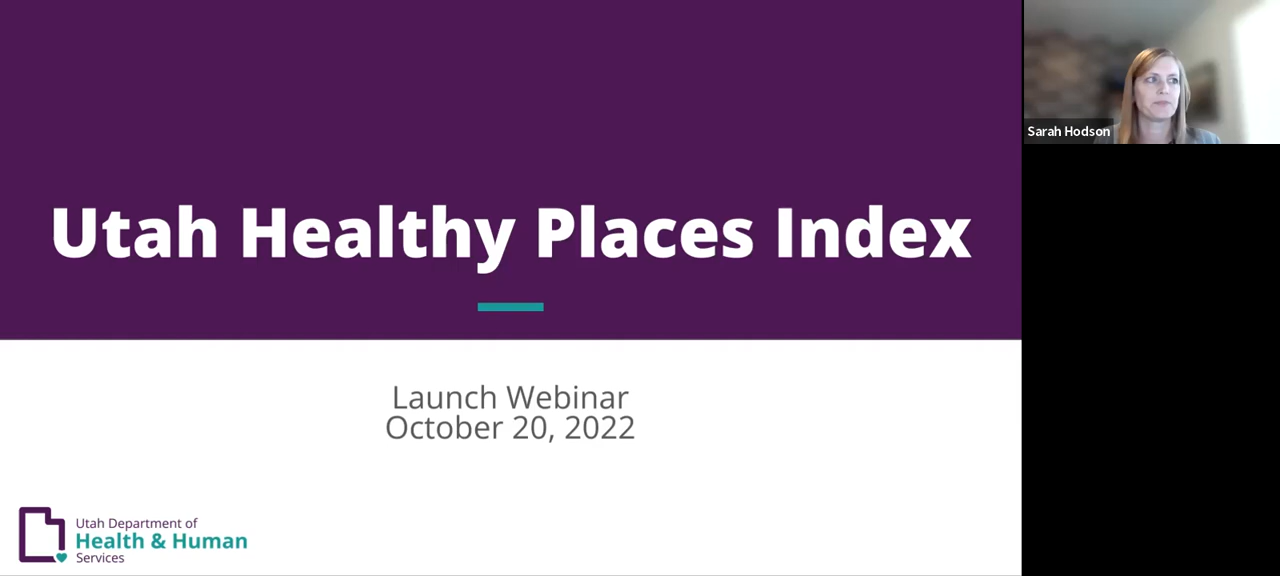 Utah Healthy Places Index
Launch Webinar
October 20, 2022
Utah Department of
Health & Human
Services
Sarah Hodson